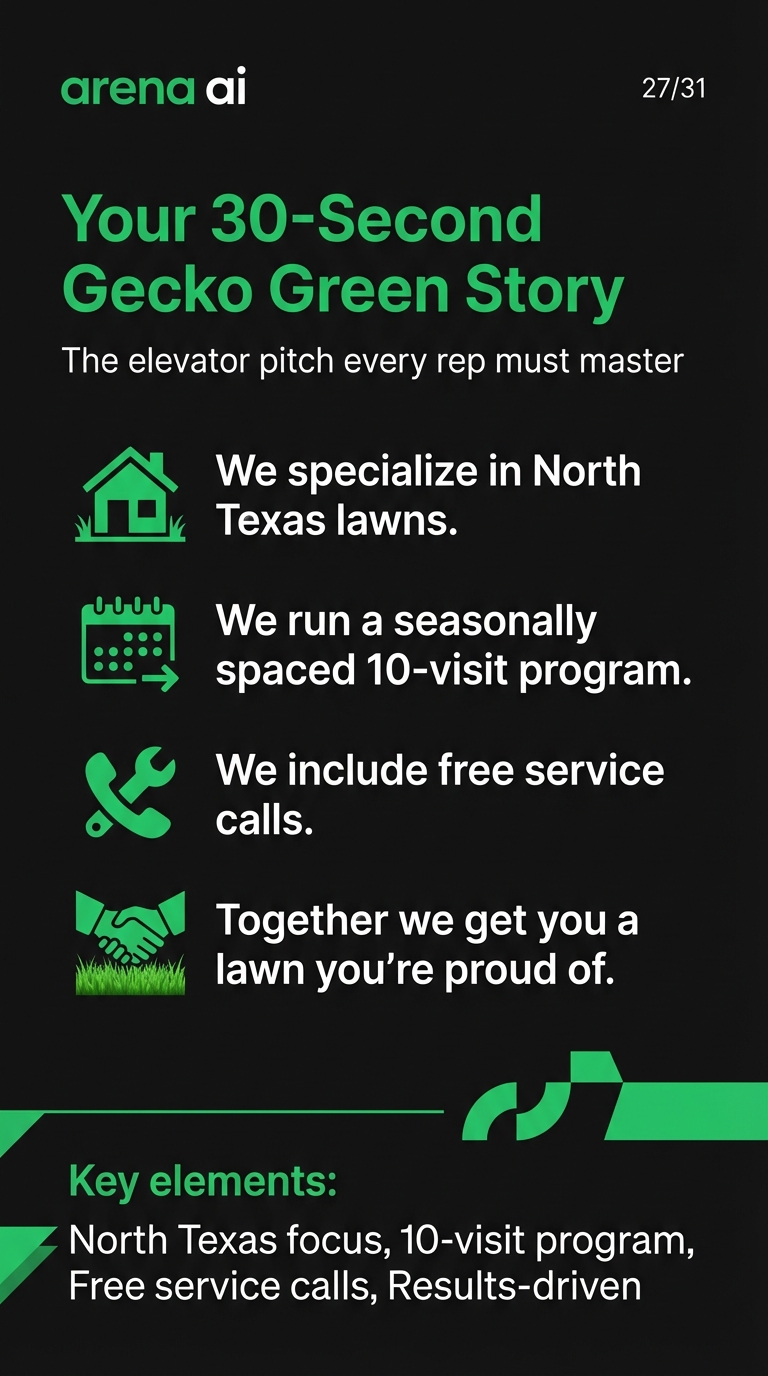 arena ai
27/31
Your 30-Second
Gecko Green Story
The elevator pitch every rep must master
We specialize in North
Texas lawns.
We run a seasonally
spaced 10-visit program.
We include free service
calls.
Together we get you a
lawn you’re proud of.
Key elements:
North Texas focus, 10-visit program,
Free service calls, Results-driven